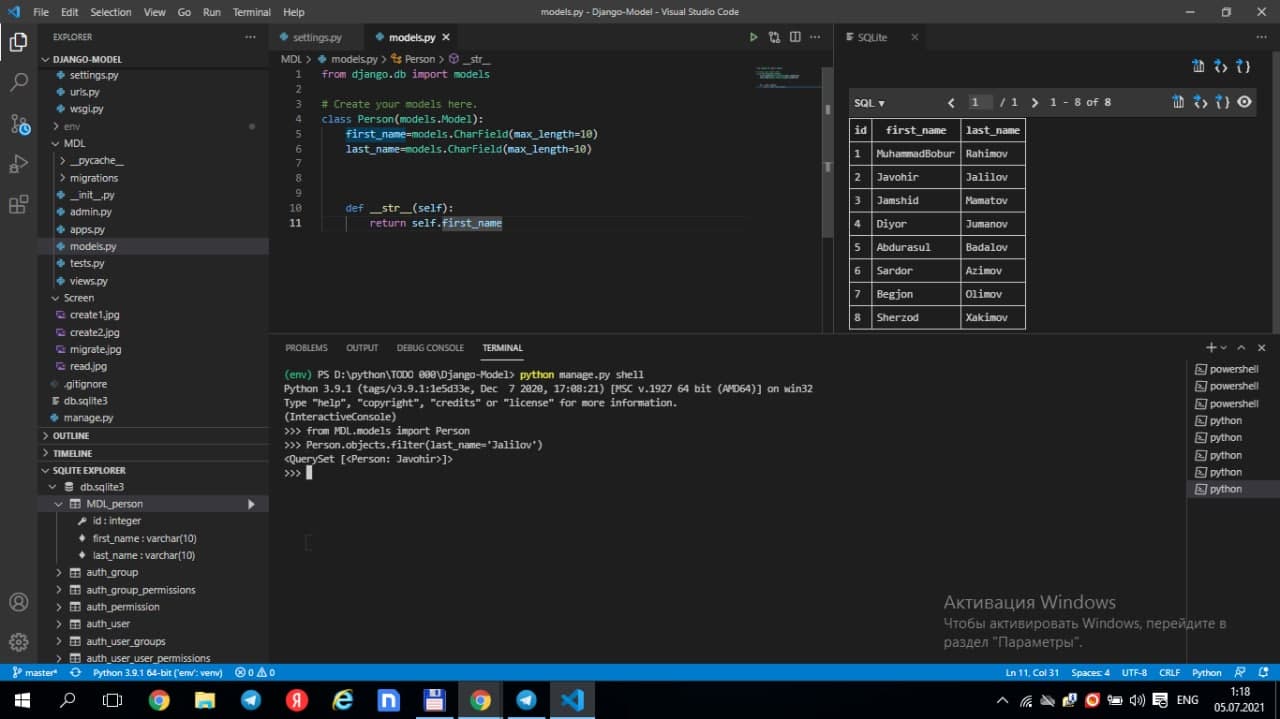 File Edit Selection View Go Run Terminal Help models.py - Django-Model - Visual Studio Code
EXPLORER
DJANGO-MODEL
settings.py
urls.py
wsgi.py
env
MDL
__pycache__
migrations
__init__.py
admin.py
apps.py
models.py
tests.py
views.py
Screen
create1.jpg
create2.jpg
migrate.jpg
read.jpg
.gitignore
db.sqlite3
manage.py
OUTLINE
TIMELINE
SQLITE EXPLORER
db.sqlite3
MDL_person
id : integer
first_name : varchar(10)
last_name : varchar(10)
auth_group
auth_group_permissions
auth_permission
auth_user
auth_user_groups
auth_user_user_permissions
settings.py models.py
MDL > models.py > Person > __str__
1 from django.db import models
2
3 # Create your models here.
4 class Person(models.Model):
5 first_name=models.CharField(max_length=10)
6 last_name=models.CharField(max_length=10)
7
8
9
10 def __str__(self):
11 return self.first_name
SQLite
SQL 1 / 1 1 - 8 of 8
id first_name last_name
1 MuhammadBobur Rahimov
2 Javohir Jalilov
3 Jamshid Mamatov
4 Diyor Jumanov
5 Abdurasul Badalov
6 Sardor Azimov
7 Begjon Olimov
8 Sherzod Xakimov
PROBLEMS OUTPUT DEBUG CONSOLE TERMINAL
(env) PS D:\python\TODO 000\Django-Model> python manage.py shell
Python 3.9.1 (tags/v3.9.1:1e5d33e, Dec 7 2020, 17:08:21) [MSC v.1927 64 bit (AMD64)] on win32
Type "help", "copyright", "credits" or "license" for more information.
(InteractiveConsole)
>>> from MDL.models import Person
>>> Person.objects.filter(last_name='Jalilov')
<QuerySet [<Person: Javohir>]>
>>>
powershell
powershell
powershell
python
python
python
python
python
Активация Windows
Чтобы активировать Windows, перейдите в
раздел "Параметры".
master* Python 3.9.1 64-bit ('env': venv) 0 0 Ln 11, Col 31 Spaces: 4 UTF-8 CRLF Python
ENG
1:18
05.07.2021